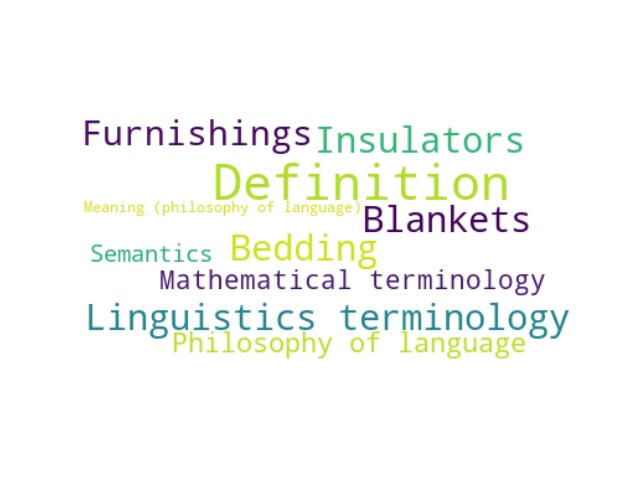 Furnishings Insulators
Definition
Meaning (philosophy of language)
Blankets
Semantics Bedding
Mathematical terminology
Linguistics terminology
Philosophy of language